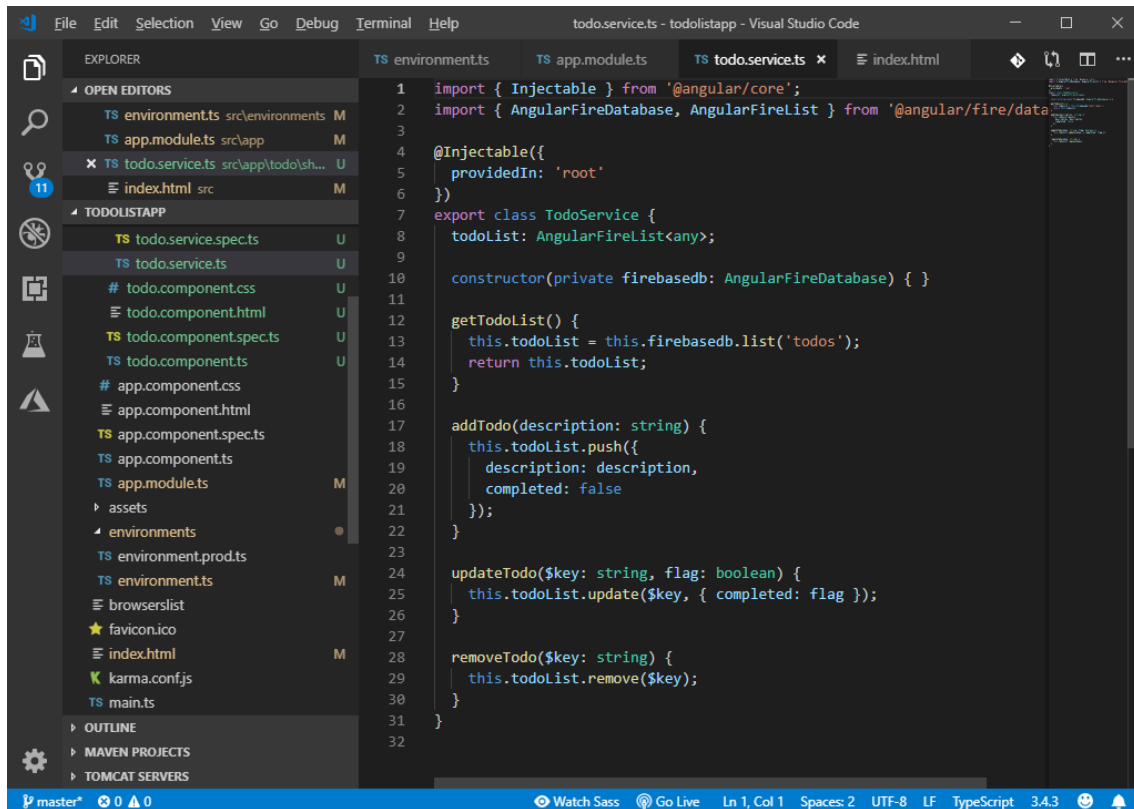 File Edit Selection View Go Debug Terminal Help todo.service.ts - todolistapp - Visual Studio Code
EXPLORER
OPEN EDITORS
TS environment.ts src\environments M
TS app.module.ts src\app M
TS todo.service.ts src\app\todo\sh... U
index.html src M
11
TODOLISTAPP
TS todo.service.spec.ts U
TS todo.service.ts U
# todo.component.css U
todo.component.html U
TS todo.component.spec.ts U
TS todo.component.ts U
# app.component.css
app.component.html
TS app.component.spec.ts
TS app.component.ts
TS app.module.ts M
assets
environments
TS environment.prod.ts
TS environment.ts M
browserslist
favicon.ico
index.html M
K karma.conf.js
TS main.ts
OUTLINE
MAVEN PROJECTS
TOMCAT SERVERS
TS environment.ts TS app.module.ts TS todo.service.ts index.html
1 import { Injectable } from '@angular/core';
2 import { AngularFireDatabase, AngularFireList } from '@angular/fire/data
3
4 @Injectable({
5 providedIn: 'root'
6 })
7 export class TodoService {
8 todoList: AngularFireList<any>;
9
10 constructor(private firebasedb: AngularFireDatabase) { }
11
12 getTodoList() {
13 this.todoList = this.firebasedb.list('todos');
14 return this.todoList;
15 }
16
17 addTodo(description: string) {
18 this.todoList.push({
19 description: description,
20 completed: false
21 });
22 }
23
24 updateTodo($key: string, flag: boolean) {
25 this.todoList.update($key, { completed: flag });
26 }
27
28 removeTodo($key: string) {
29 this.todoList.remove($key);
30 }
31 }
32
master* 0 0 Watch Sass Go Live Ln 1, Col 1 Spaces: 2 UTF-8 LF TypeScript 3.4.3